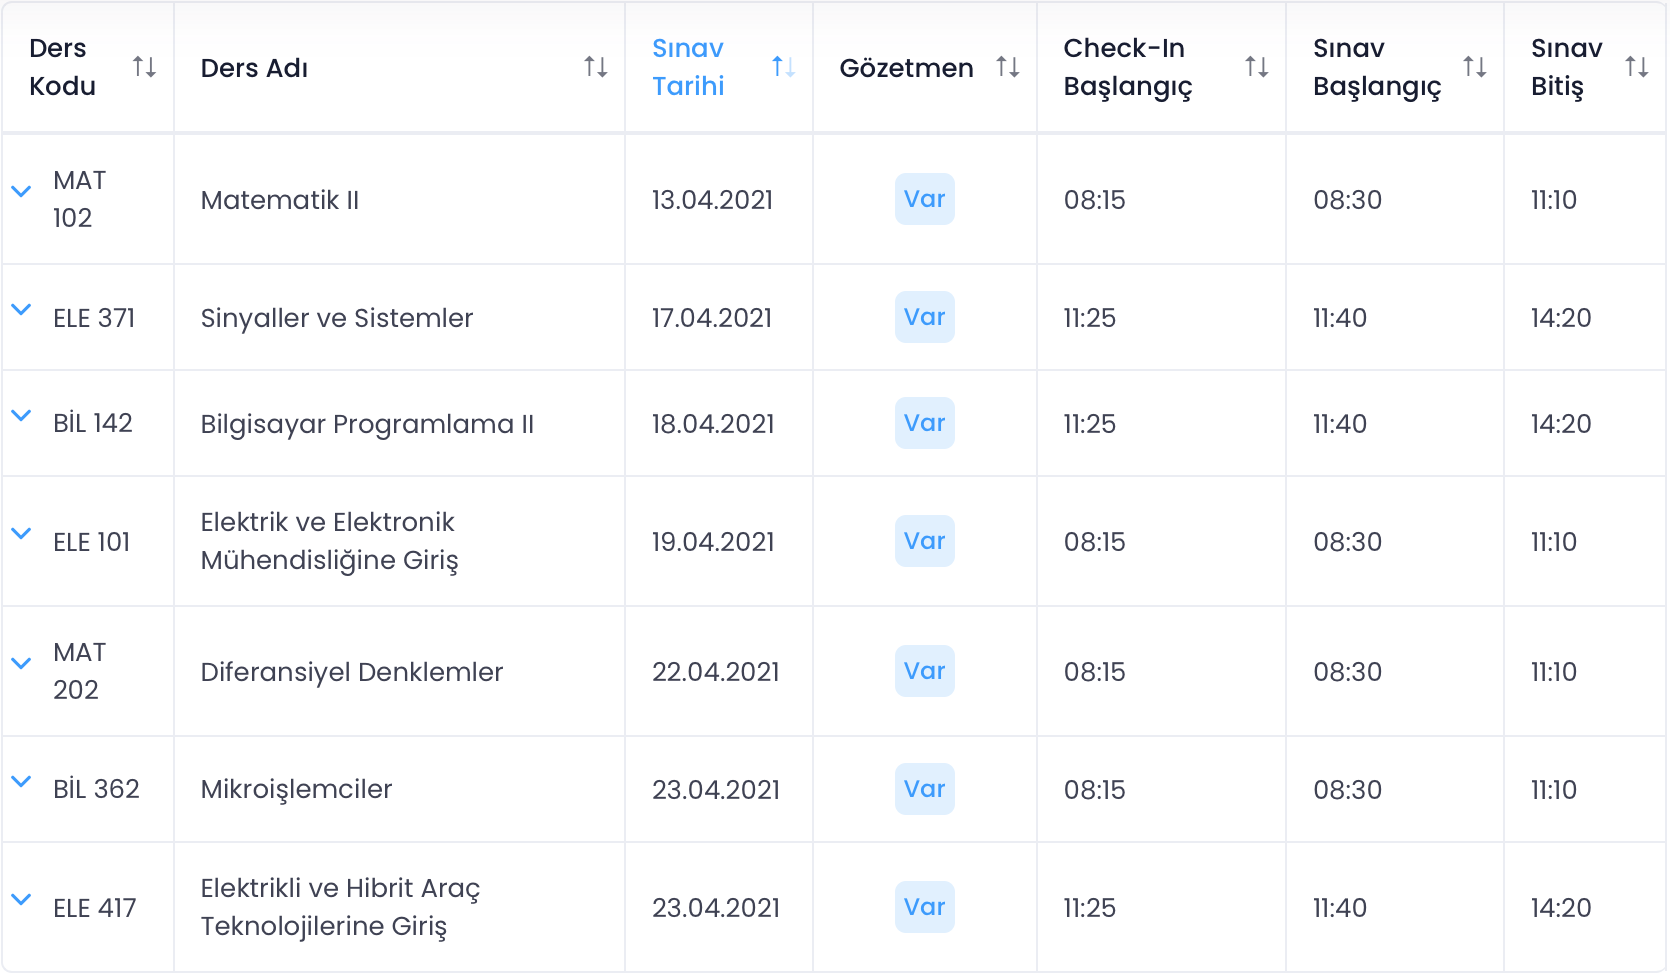 Ders Kodu
Ders Adı
Sınav Tarihi
Gözetmen
Check-In Başlangıç
Sınav Başlangıç
Sınav Bitiş
MAT 102
Matematik II
13.04.2021
Var
08:15
08:30
11:10
ELE 371
Sinyaller ve Sistemler
17.04.2021
Var
11:25
11:40
14:20
BİL 142
Bilgisayar Programlama II
18.04.2021
Var
11:25
11:40
14:20
ELE 101
Elektrik ve Elektronik
Mühendisliğine Giriş
19.04.2021
Var
08:15
08:30
11:10
MAT 202
Diferansiyel Denklemler
22.04.2021
Var
08:15
08:30
11:10
BİL 362
Mikroişlemciler
23.04.2021
Var
08:15
08:30
11:10
ELE 417
Elektrikli ve Hibrit Araç
Teknolojilerine Giriş
23.04.2021
Var
11:25
11:40
14:20